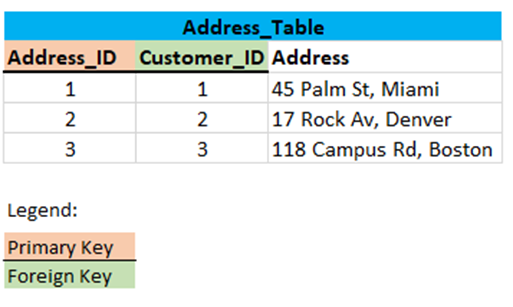 Address_Table
Address_ID Customer_ID Address
1 1 45 Palm St, Miami
2 2 17 Rock Av, Denver
3 3 118 Campus Rd, Boston
Legend:
Primary Key
Foreign Key